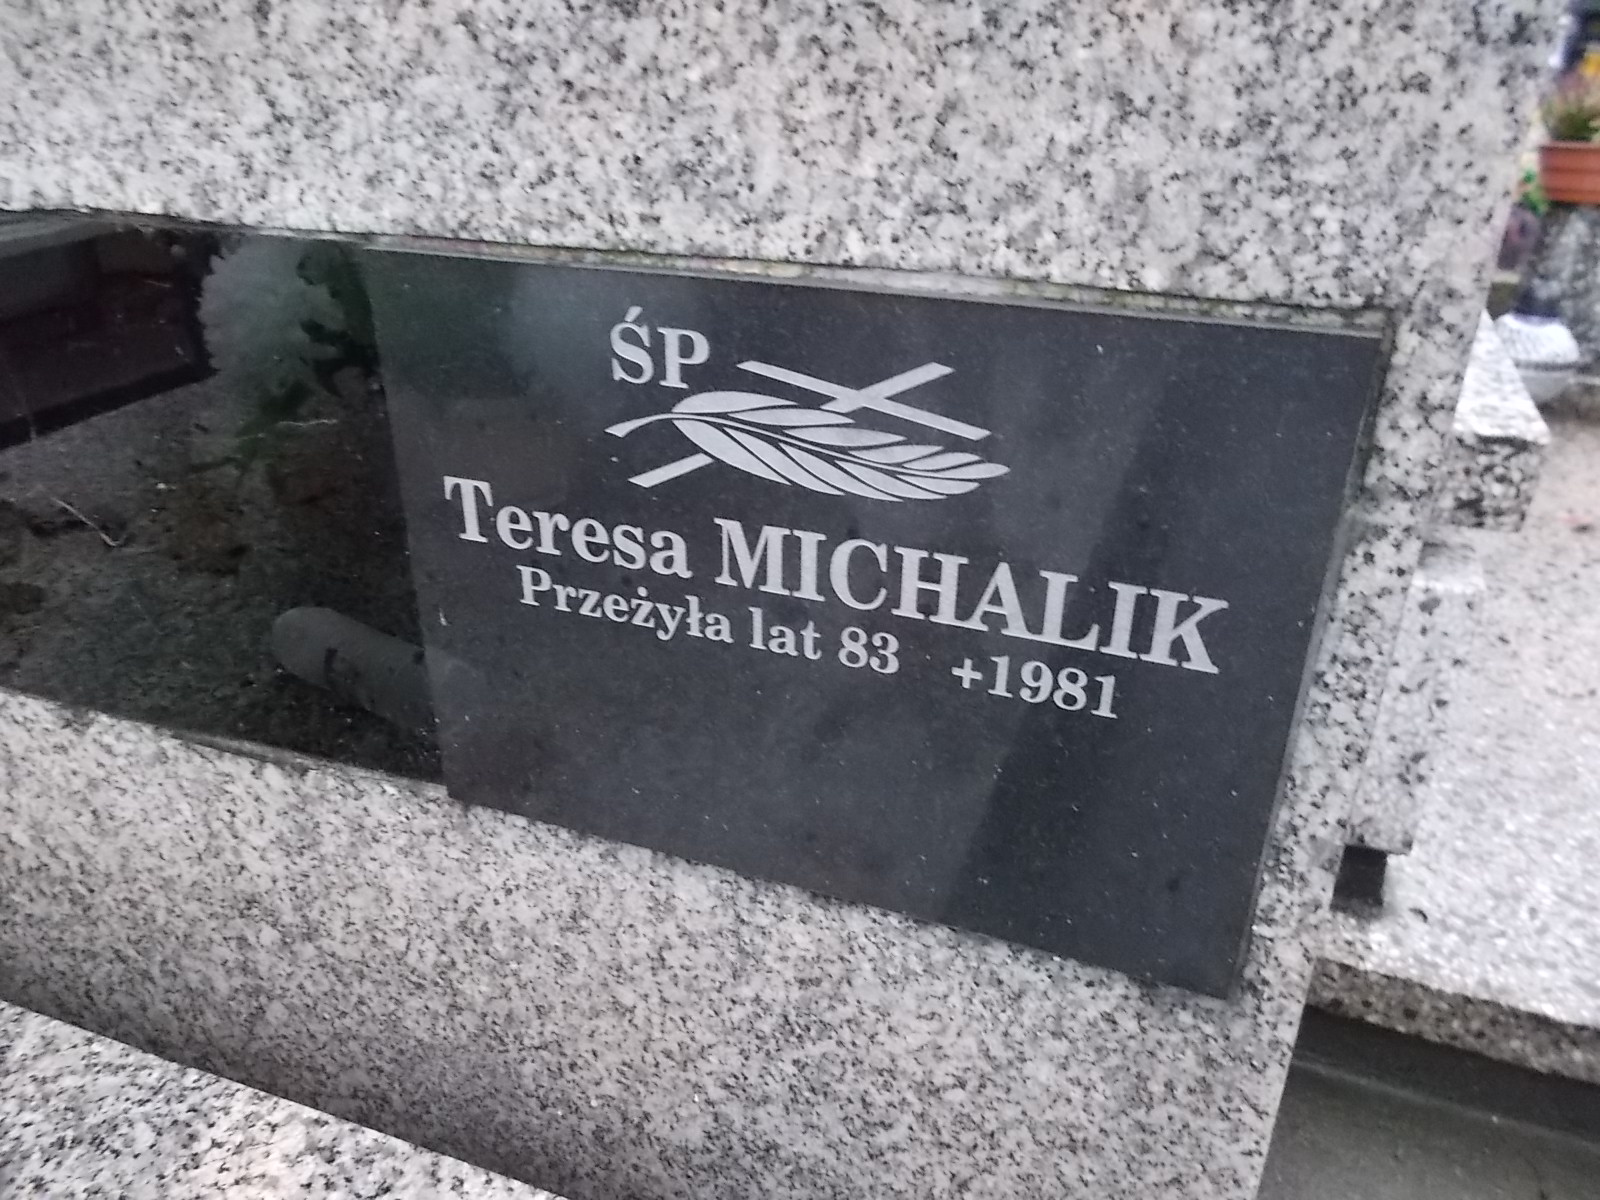 ŚP
Teresa MICHALIK
Przeżyła lat 83 +1981